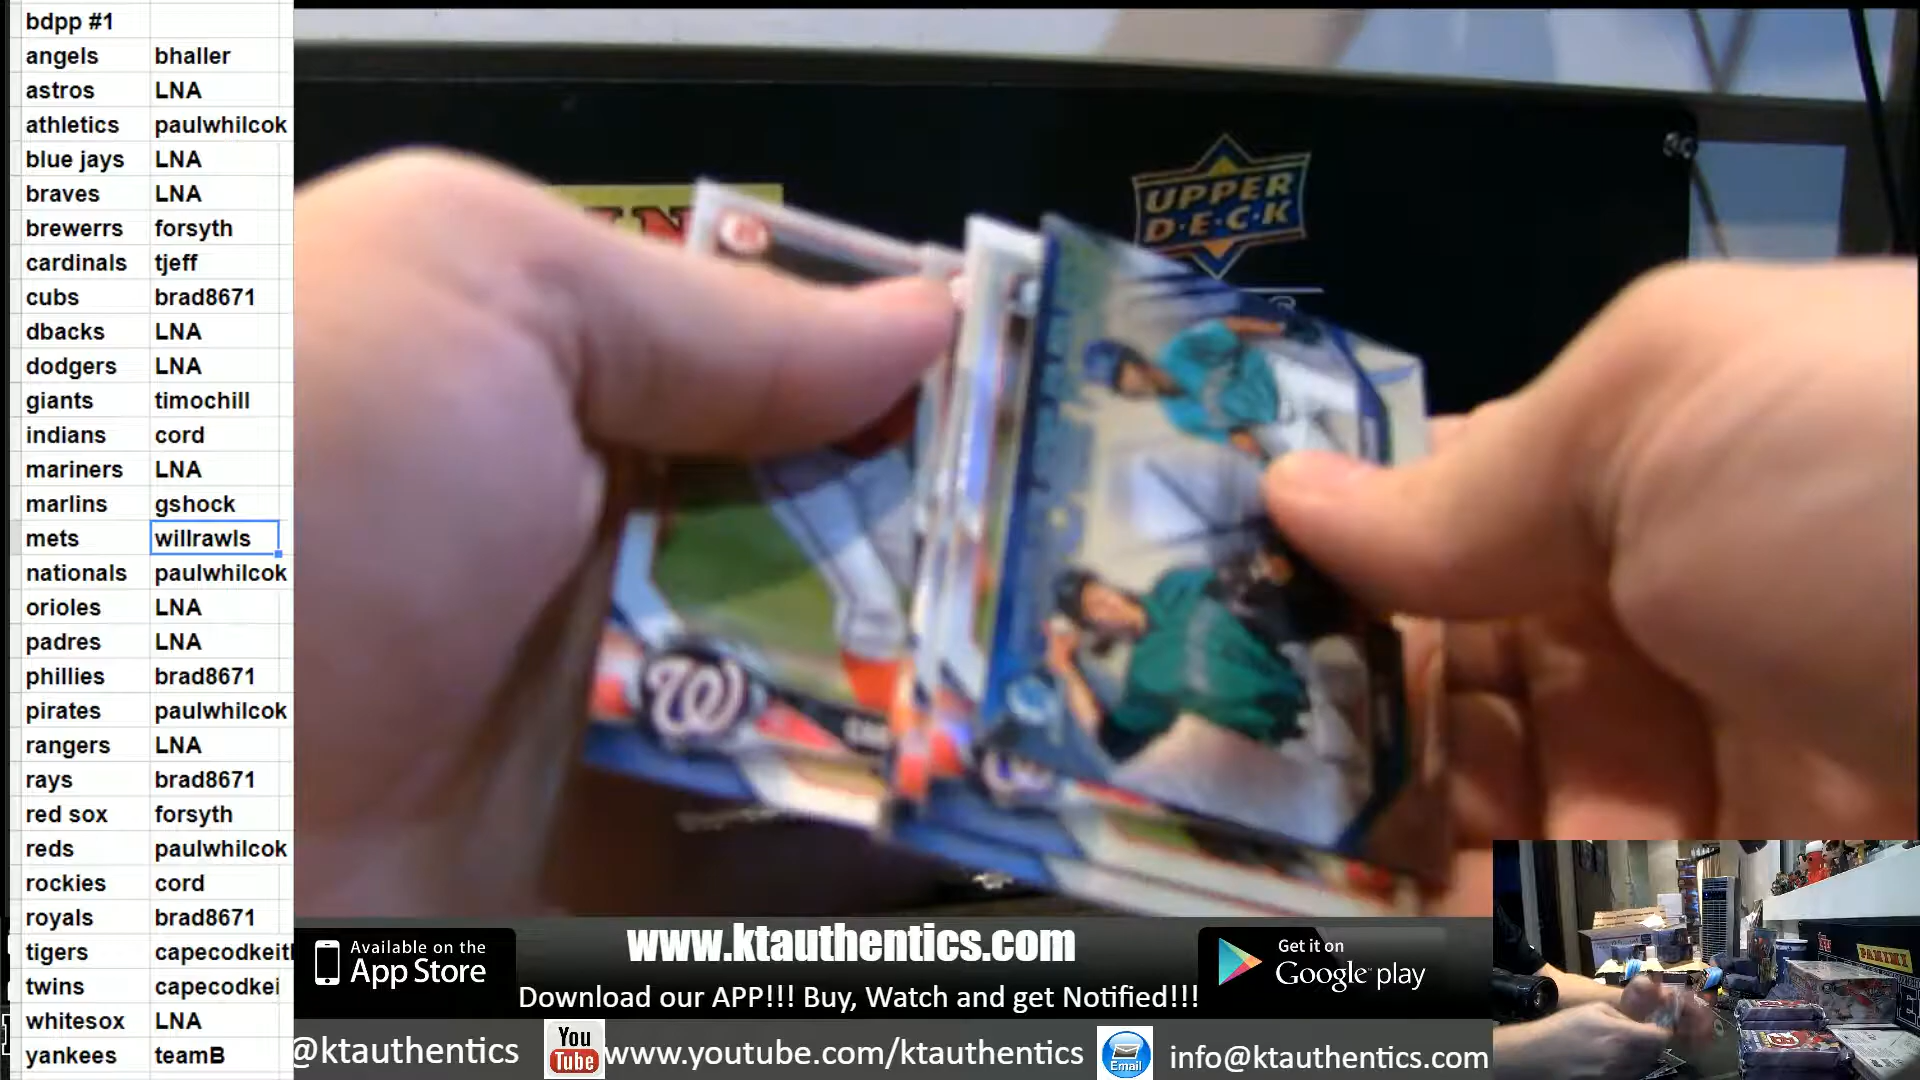 bdpp #1
angels bhaller
astros LNA
athletics paulwhilcok
blue jays LNA
braves LNA
brewerrs forsyth
cardinals tjeff
cubs brad8671
dbacks LNA
dodgers LNA
giants timochill
indians cord
mariners LNA
marlins gshock
mets willrawls
nationals paulwhilcok
orioles LNA
padres LNA
phillies brad8671
pirates paulwhilcok
rangers LNA
rays brad8671
red sox forsyth
reds paulwhilcok
rockies cord
royals brad8671
tigers capecodkeith
twins capecodkei
whitesox LNA
yankees teamB
UPPER
D·E·C·K
W
Available on the
App Store
www.ktauthentics.com
Get it on
Google play
Download our APP!!! Buy, Watch and get Notified!!!
@ktauthentics
You
Tube
www.youtube.com/ktauthentics
Email
info@ktauthentics.com
PANINI